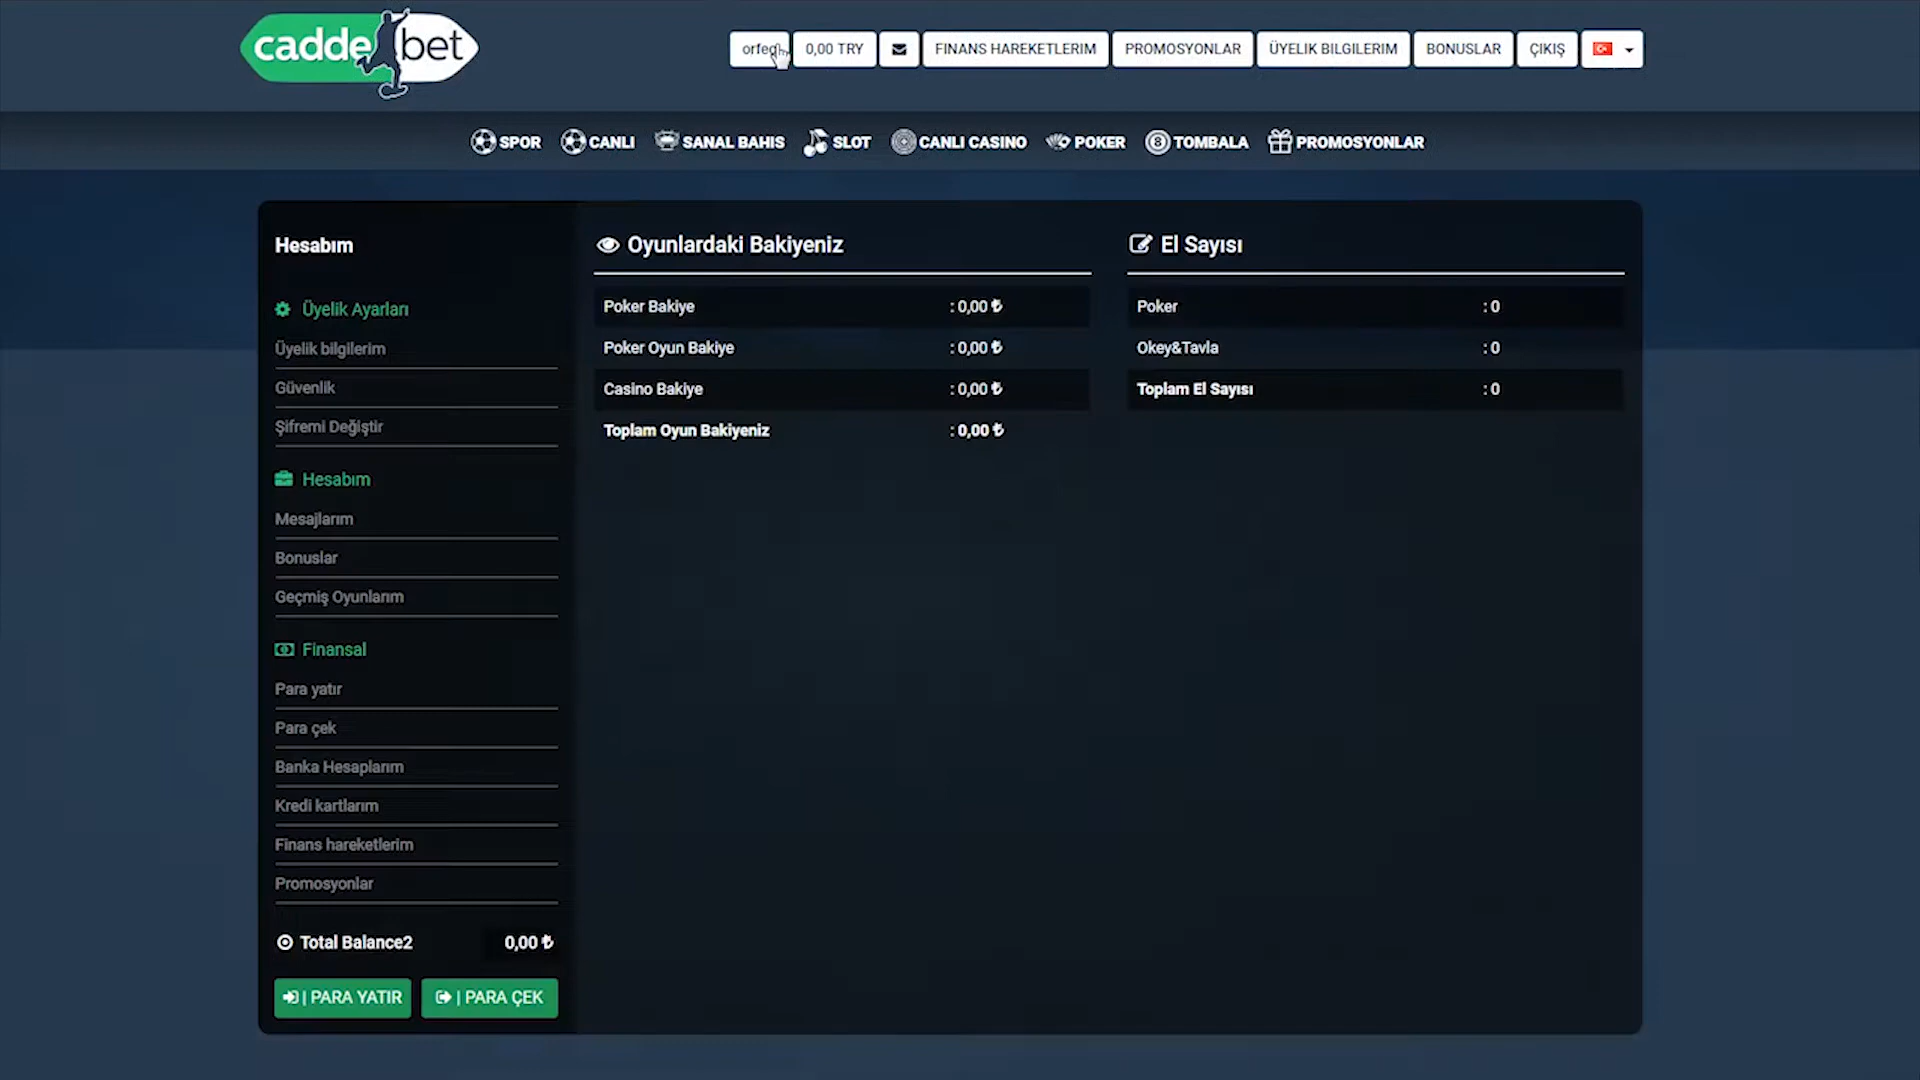 caddebet
0,00 TRY
FINANS HAREKETLERIM
PROMOSYONLAR
ÜYELIK BILGILERIM
BONUSLAR
ÇIKIŞ
SPOR
CANLI
SANAL BAHIS
SLOT
CANLI CASINO
POKER
TOMBALA
PROMOSYONLAR
Hesabım
Üyelik Ayarları
Üyelik bilgilerim
Güvenlik
Şifremi Değiştir
Hesabım
Mesajlarım
Bonuslar
Geçmiş Oyunlarım
Finansal
Para yatır
Para çek
Banka Hesaplarım
Kredi kartlarım
Finans hareketlerim
Promosyonlar
Total Balance2 0,00 ₺
| PARA YATIR
| PARA ÇEK
Oyunlardaki Bakiyeniz
Poker Bakiye : 0,00 ₺
Poker Oyun Bakiye : 0,00 ₺
Casino Bakiye : 0,00 ₺
Toplam Oyun Bakiyeniz : 0,00 ₺
El Sayısı
Poker : 0
Okey&Tavla : 0
Toplam El Sayısı : 0